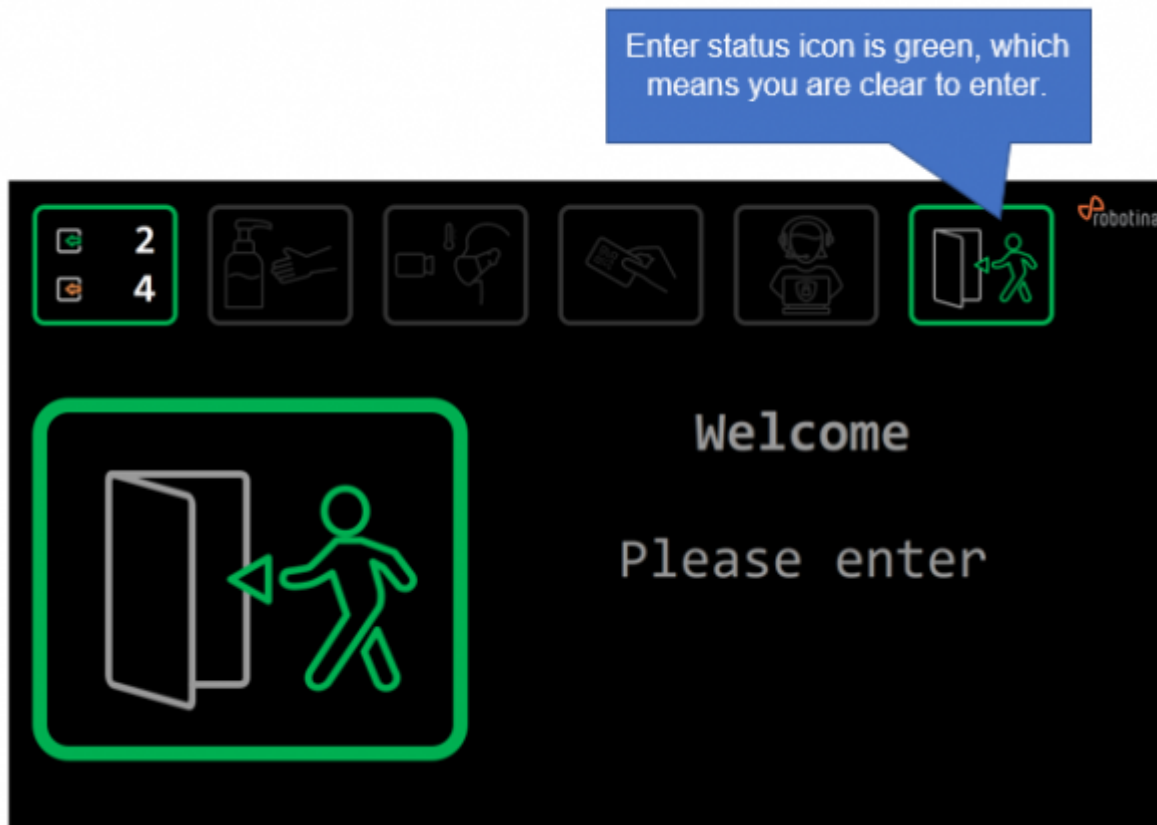 Enter status icon is green, which
means you are clear to enter.
2
4
robotina
Welcome
Please enter